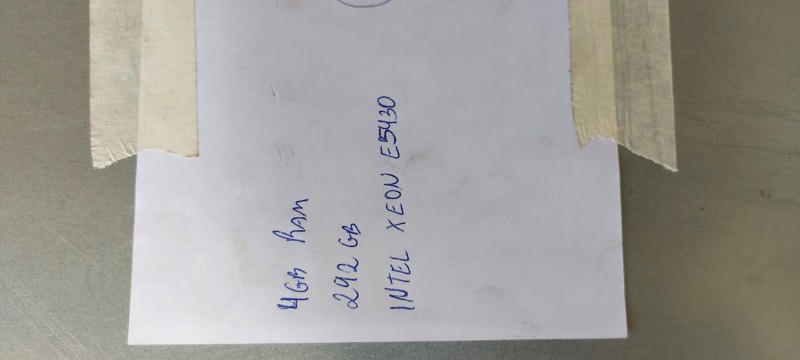 4GB RAM
292 GB
INTEL XEON E5430